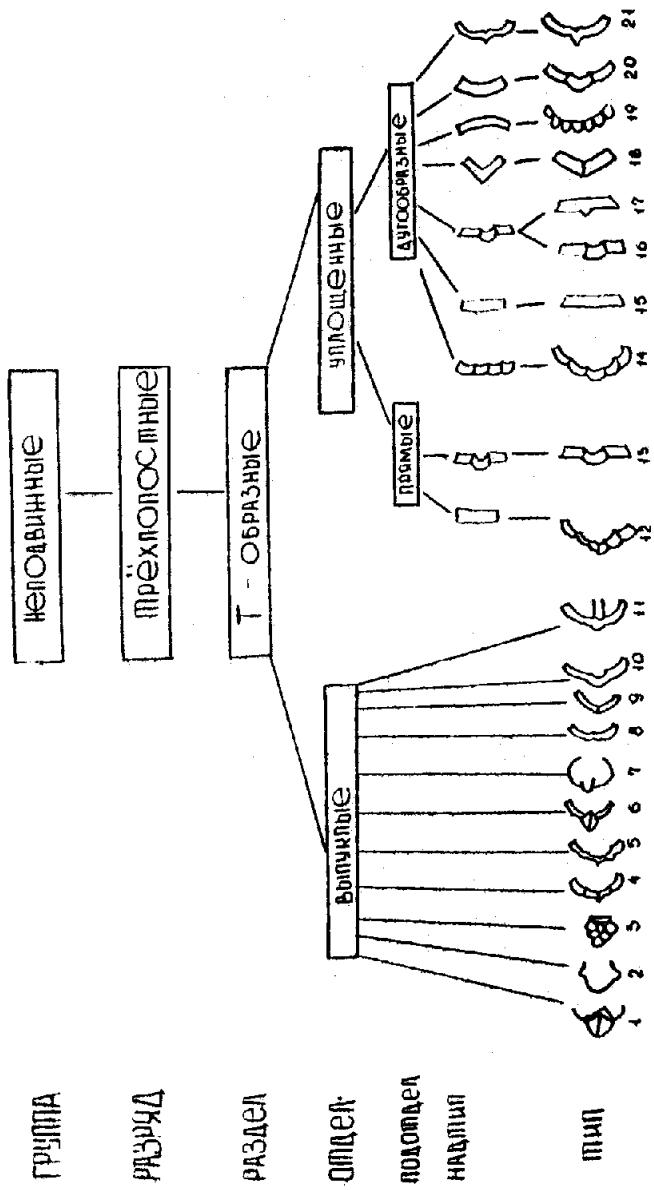 ГРУППА
Неподвижные
РАЗРЯД
Трёхлопостные
РАЗДЕЛ
Т - ОБРАЗНЫЕ
ОТДЕЛ.
ВЫПУКЛЫЕ
УПЛОЩЕННЫЕ
ПОДОТДЕЛ
ПРЯМЫЕ
ДУГООБРАЗНЫЕ
НАДТИП
ТИП
1 2 3 4 5 6 7 8 9 10 11 12 13 14 15 16 17 18 19 20 21